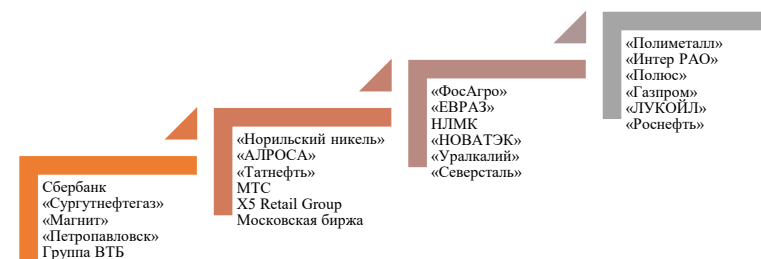 Сбербанк
«Сургутнефтегаз»
«Магнит»
«Петропавловск»
Группа ВТБ
«Норильский никель»
«АЛРОСА»
«Татнефть»
МТС
X5 Retail Group
Московская биржа
«ФосАгро»
«ЕВРАЗ»
НЛМК
«НОВАТЭК»
«Уралкалий»
«Северсталь»
«Полиметалл»
«Интер РАО»
«Полюс»
«Газпром»
«ЛУКОЙЛ»
«Роснефть»